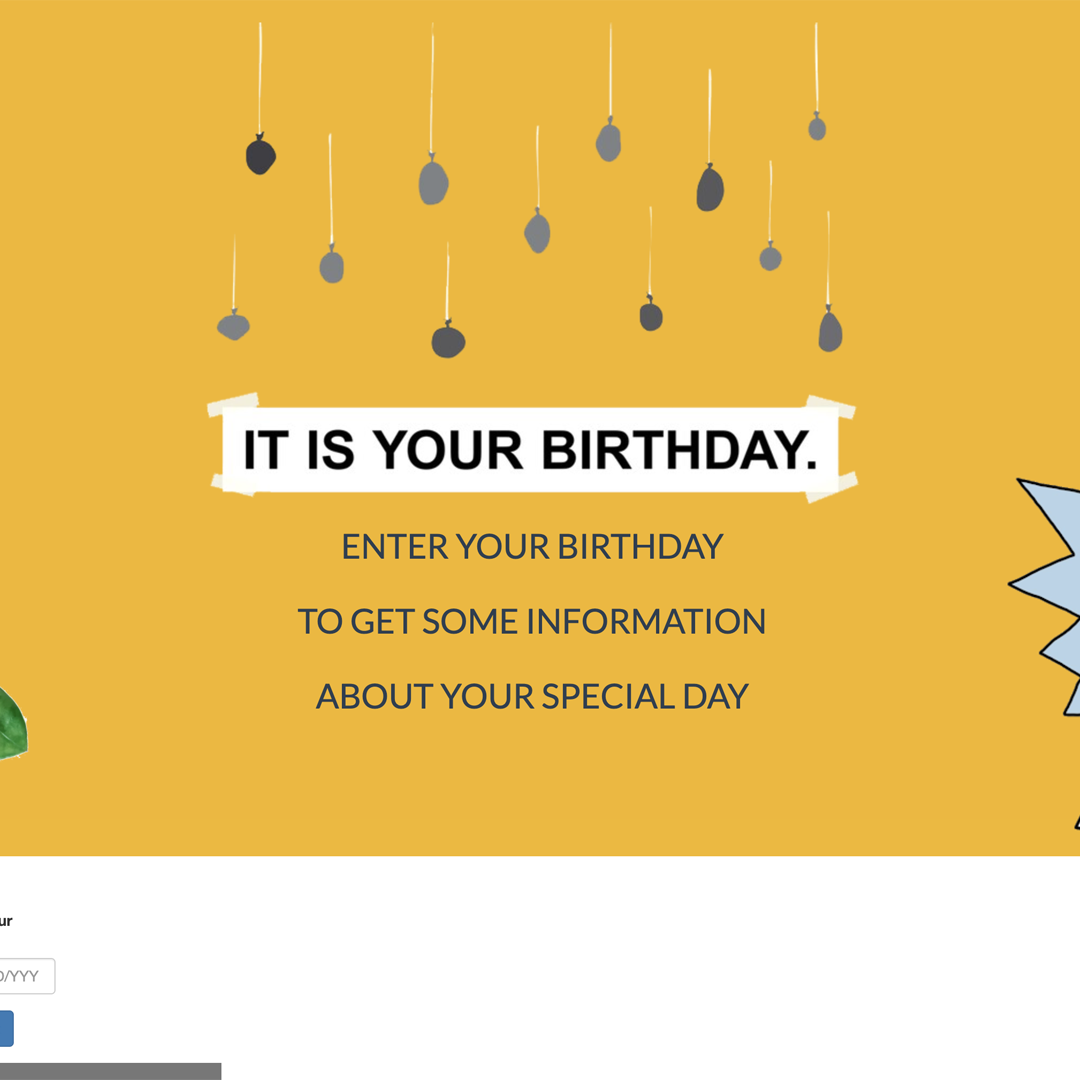 IT IS YOUR BIRTHDAY.
ENTER YOUR BIRTHDAY
TO GET SOME INFORMATION
ABOUT YOUR SPECIAL DAY
ur
D/YYY